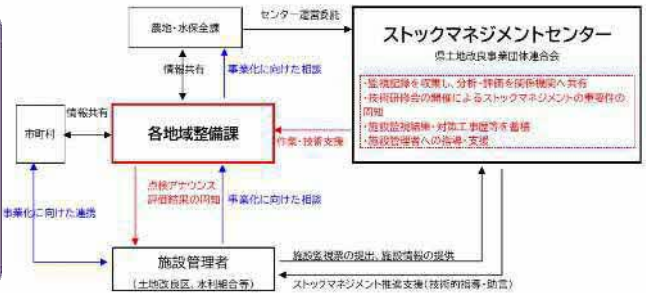 農地・水保全課
センター運営委託
ストックマネジメントセンター
県土地改良事業団体連合会
・監視記録を収集し、分析・評価を関係機関へ共有
・技術研修会の開催によるストックマネジメントの重要性の
周知
・施設監視結果・対策工事歴等を蓄積
・施設管理者への指導・支援
情報共有
事業化に向けた相談
情報共有
市町村
各地域整備課
作業・技術支援
点検アナウンス
評価結果の周知
事業化に向けた相談
事業化に向けた連携
施設管理者
(土地改良区、水利組合等)
施設監視票の提出、施設情報の提供
ストックマネジメント推進支援(技術的指導・助言)